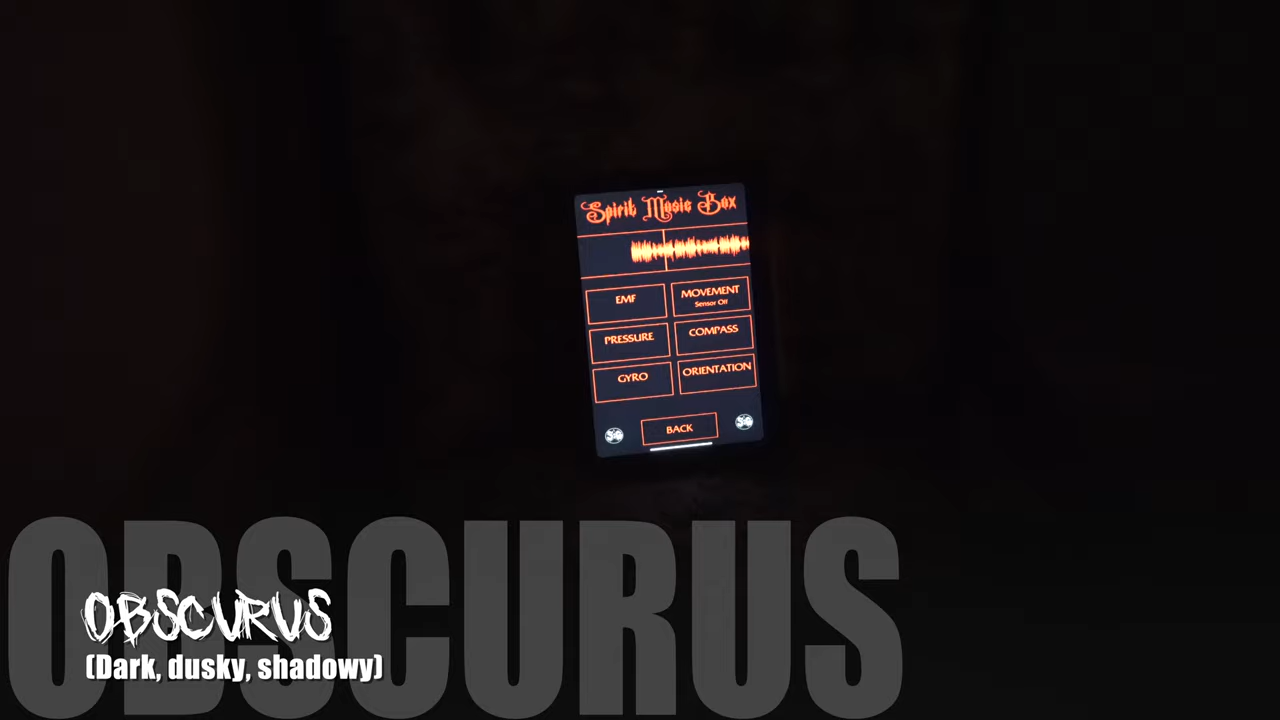 Spirit Music Box
EMF
MOVEMENT
Sensor Off
PRESSURE
COMPASS
GYRO
ORIENTATION
BACK
OBSCURUS
OBSCURUS
(Dark, dusky, shadowy)